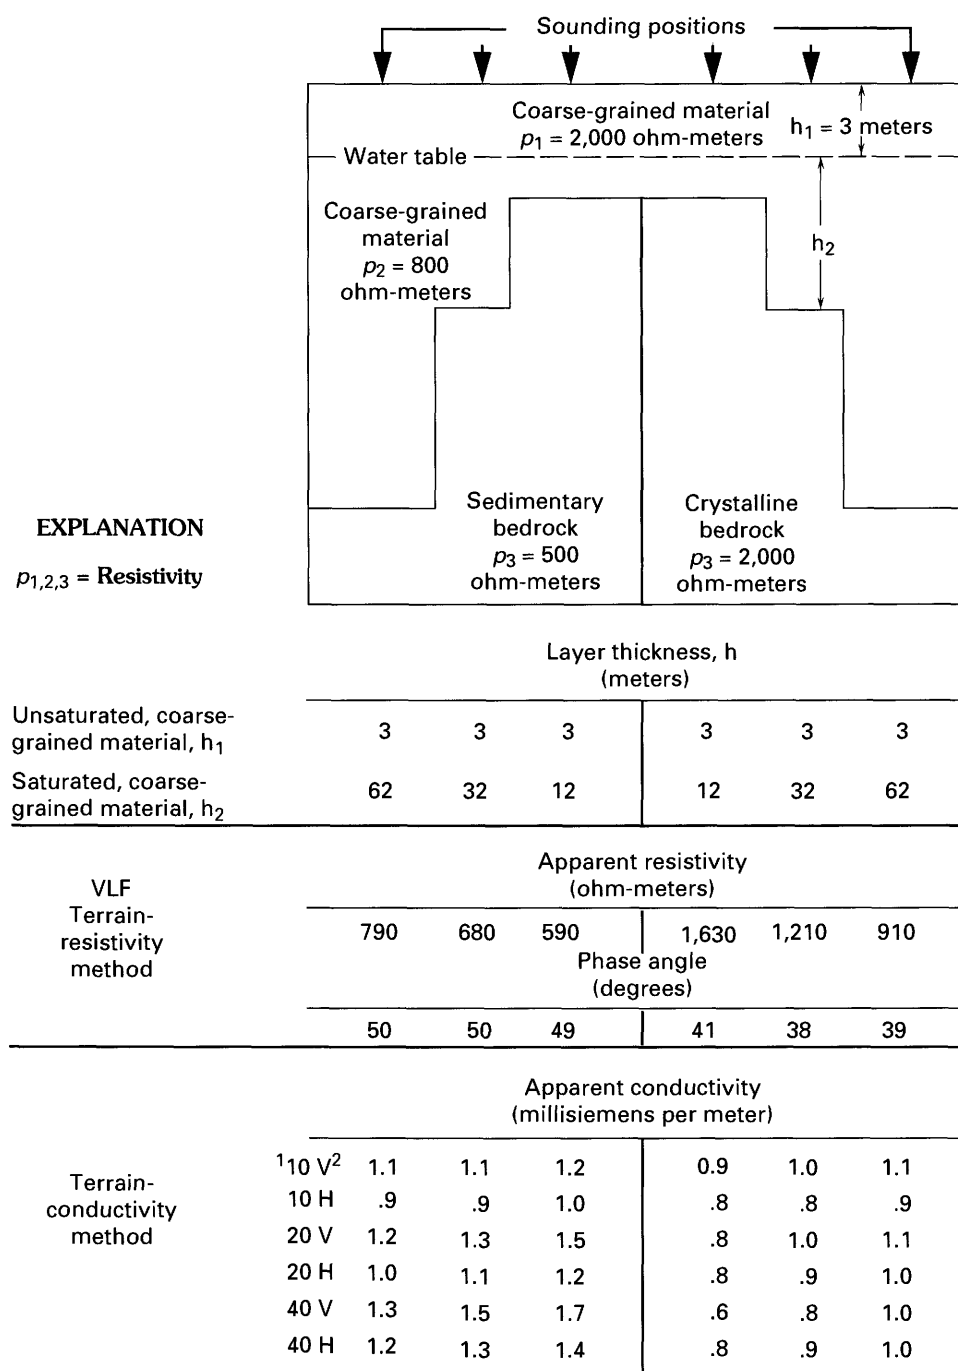 Sounding positions
Coarse-grained material
p1 = 2,000 ohm-meters
h1 = 3 meters
Water table
Coarse-grained
material
p2 = 800
ohm-meters
h2
Sedimentary
bedrock
p3 = 500
ohm-meters
Crystalline
bedrock
p3 = 2,000
ohm-meters
EXPLANATION
p1,2,3 = Resistivity
Layer thickness, h
(meters)
Unsaturated, coarse-
grained material, h1
3 3 3 3 3 3
Saturated, coarse-
grained material, h2
62 32 12 12 32 62
VLF
Terrain-
resistivity
method
Apparent resistivity
(ohm-meters)
790 680 590 1,630 1,210 910
Phase angle
(degrees)
50 50 49 41 38 39
Terrain-
conductivity
method
Apparent conductivity
(millisiemens per meter)
¹10 V² 1.1 1.1 1.2 0.9 1.0 1.1
10 H .9 .9 1.0 .8 .8 .9
20 V 1.2 1.3 1.5 .8 1.0 1.1
20 H 1.0 1.1 1.2 .8 .9 1.0
40 V 1.3 1.5 1.7 .6 .8 1.0
40 H 1.2 1.3 1.4 .8 .9 1.0